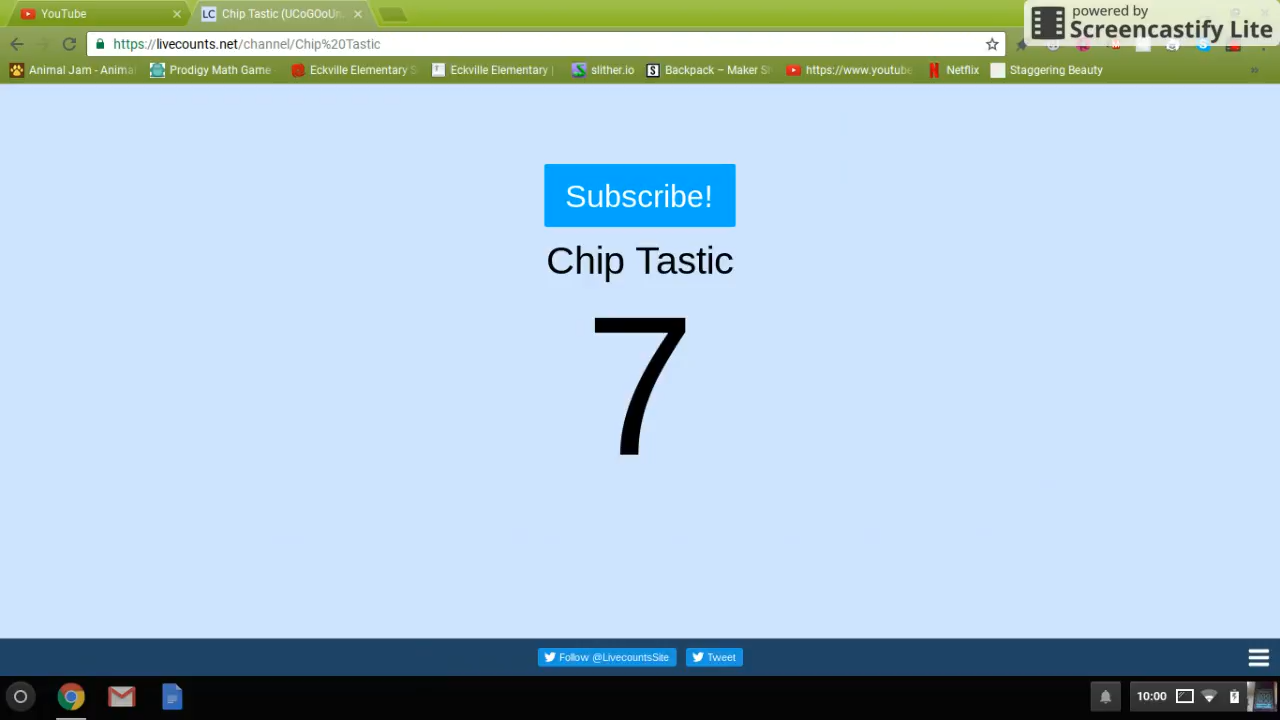 YouTube
Chip Tastic (UCoGOoUn
powered by
Screencastify Lite
https://livecounts.net/channel/Chip%20Tastic
Animal Jam - Anima
Prodigy Math Game
Eckville Elementary S
Eckville Elementary |
slither.io
Backpack – Maker S
https://www.youtube
Netflix
Staggering Beauty
»
Subscribe!
Chip Tastic
7
Follow @LivecountsSite
Tweet
10:00